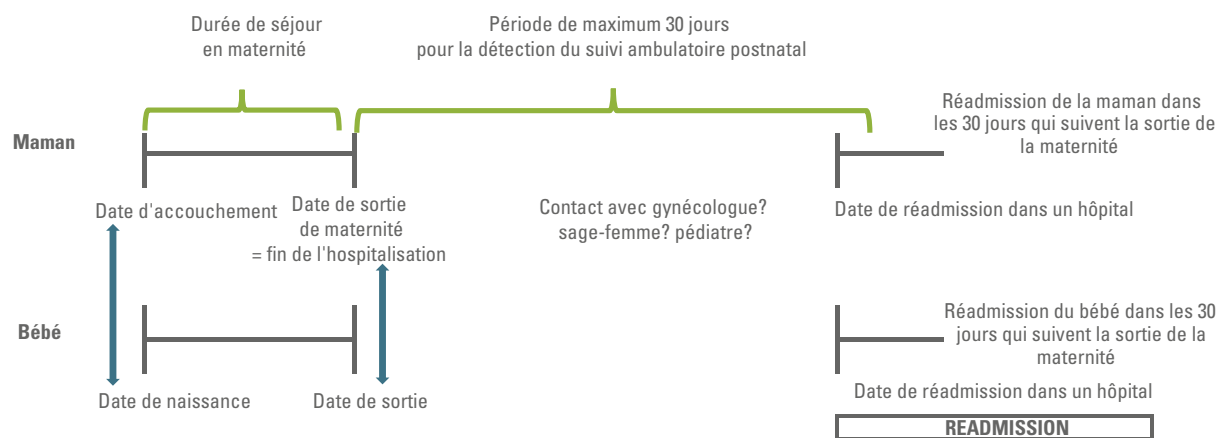 Durée de séjour
en maternité
Période de maximum 30 jours
pour la détection du suivi ambulatoire postnatal
Réadmission de la maman dans
les 30 jours qui suivent la sortie de
la maternité
Maman
Date d'accouchement
Date de sortie
de maternité
= fin de l'hospitalisation
Contact avec gynécologue?
sage-femme? pédiatre?
Date de réadmission dans un hôpital
Bébé
Réadmission du bébé dans les 30
jours qui suivent la sortie de la
maternité
Date de naissance
Date de sortie
Date de réadmission dans un hôpital
READMISSION